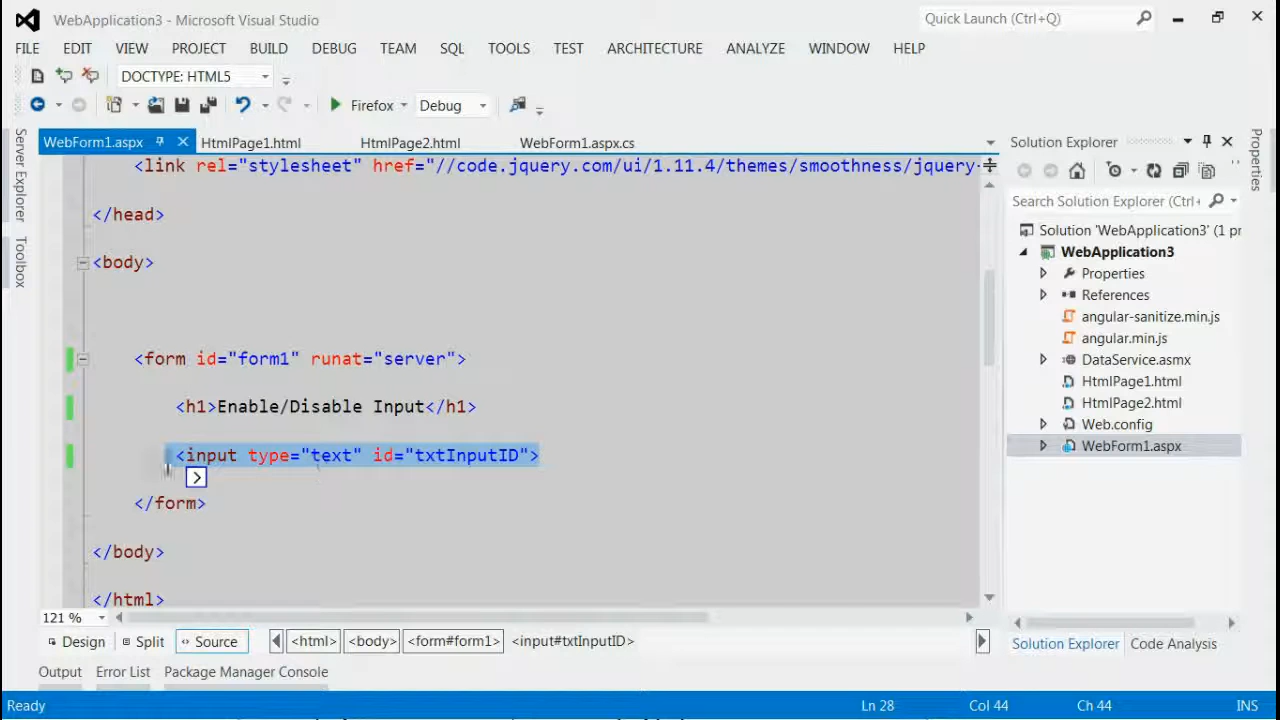 WebApplication3 - Microsoft Visual Studio
Quick Launch (Ctrl+Q)
FILE EDIT VIEW PROJECT BUILD DEBUG TEAM SQL TOOLS TEST ARCHITECTURE ANALYZE WINDOW HELP
DOCTYPE: HTML5
Firefox Debug
Server Explorer
Toolbox
WebForm1.aspx HtmlPage1.html HtmlPage2.html WebForm1.aspx.cs
<link rel="stylesheet" href="//code.jquery.com/ui/1.11.4/themes/smoothness/jquery-
</head>
<body>
<form id="form1" runat="server">
<h1>Enable/Disable Input</h1>
<input type="text" id="txtInputID">
>
</form>
</body>
</html>
121 %
Design Split Source <html> <body> <form#form1> <input#txtInputID>
Output Error List Package Manager Console
Solution Explorer
Search Solution Explorer (Ctrl+
Solution 'WebApplication3' (1 pr
WebApplication3
Properties
References
angular-sanitize.min.js
angular.min.js
DataService.asmx
HtmlPage1.html
HtmlPage2.html
Web.config
WebForm1.aspx
Solution Explorer Code Analysis
Properties
Ready Ln 28 Col 44 Ch 44 INS